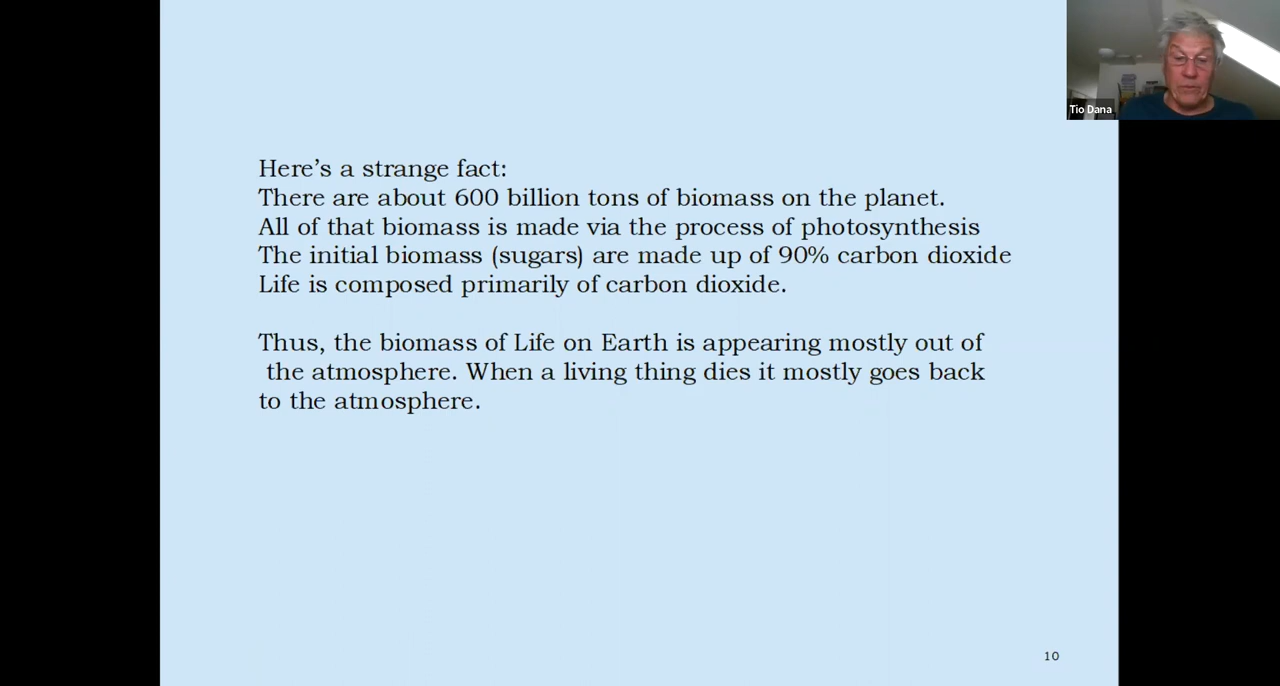 Tio Dana
Here's a strange fact:
There are about 600 billion tons of biomass on the planet.
All of that biomass is made via the process of photosynthesis
The initial biomass (sugars) are made up of 90% carbon dioxide
Life is composed primarily of carbon dioxide.
Thus, the biomass of Life on Earth is appearing mostly out of
the atmosphere. When a living thing dies it mostly goes back
to the atmosphere.
10